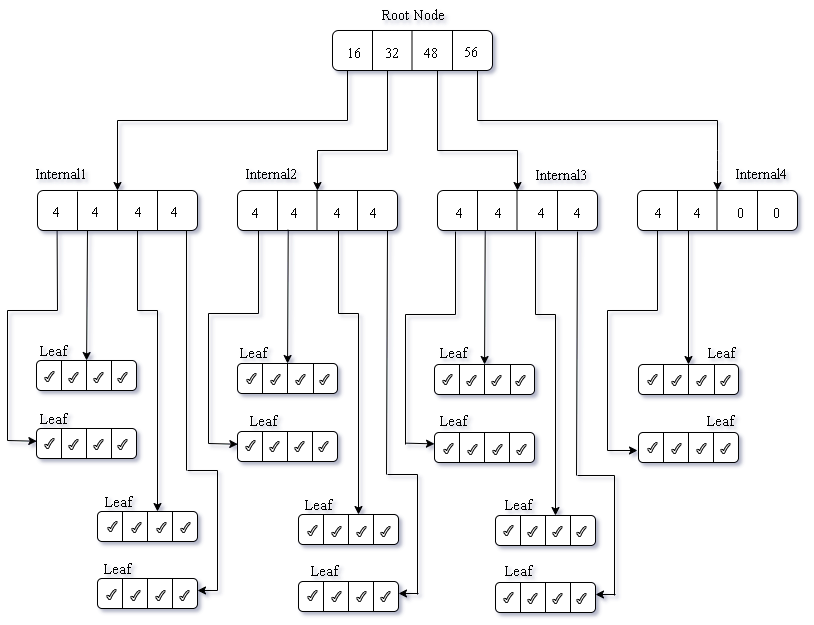 Root Node
16 32 48 56
Internal1 Internal2 Internal3 Internal4
4 4 4 4 4 4 4 4 4 4 4 4 4 4 0 0
Leaf Leaf Leaf Leaf
✓ ✓ ✓ ✓ ✓ ✓ ✓ ✓ ✓ ✓ ✓ ✓ ✓ ✓ ✓ ✓
Leaf Leaf Leaf Leaf
✓ ✓ ✓ ✓ ✓ ✓ ✓ ✓ ✓ ✓ ✓ ✓ ✓ ✓ ✓ ✓
Leaf Leaf Leaf
✓ ✓ ✓ ✓ ✓ ✓ ✓ ✓ ✓ ✓ ✓ ✓
Leaf Leaf Leaf
✓ ✓ ✓ ✓ ✓ ✓ ✓ ✓ ✓ ✓ ✓ ✓